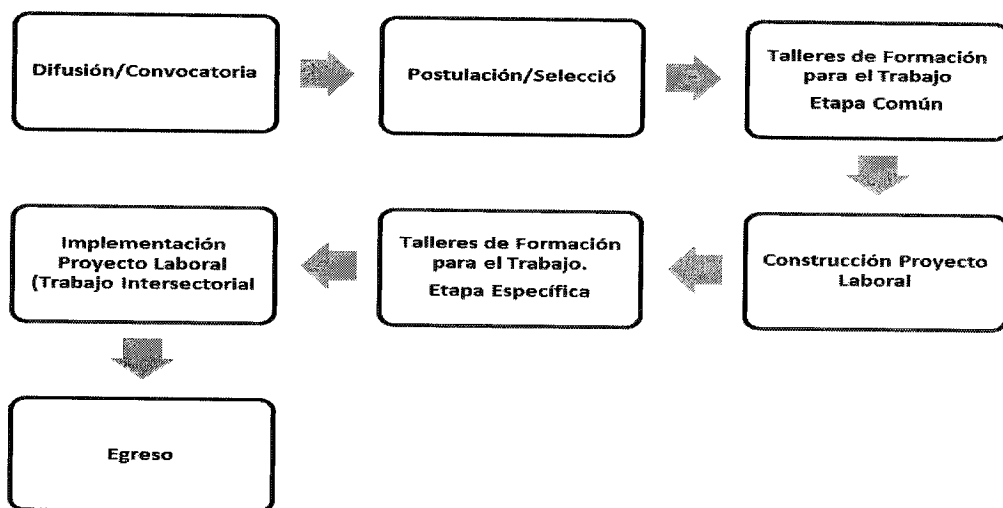 Difusión/Convocatoria
Postulación/Selecció
Talleres de Formación
para el Trabajo
Etapa Común
Construcción Proyecto
Laboral
Talleres de Formación
para el Trabajo.
Etapa Específica
Implementación
Proyecto Laboral
(Trabajo Intersectorial
Egreso